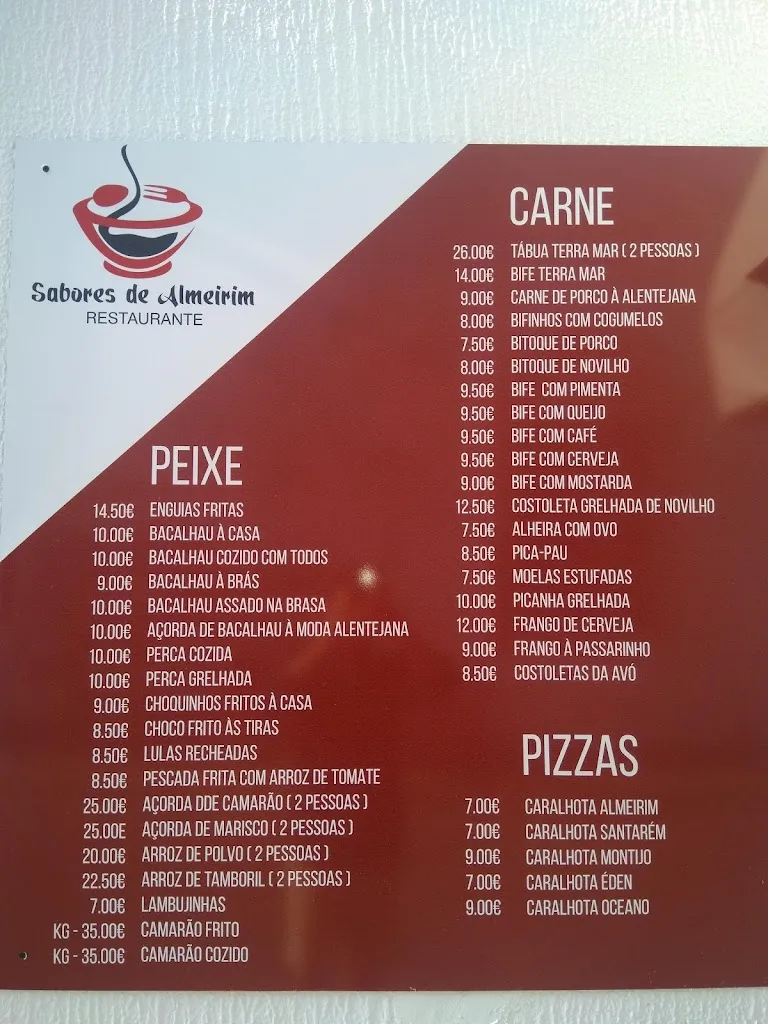 Sabores de Almeirim
RESTAURANTE
PEIXE
14.50€ ENGUIAS FRITAS
10.00€ BACALHAU À CASA
10.00€ BACALHAU COZIDO COM TODOS
9.00€ BACALHAU À BRÁS
10.00€ BACALHAU ASSADO NA BRASA
10.00€ AÇORDA DE BACALHAU À MODA ALENTEJANA
10.00€ PERCA COZIDA
10.00€ PERCA GRELHADA
9.00€ CHOQUINHOS FRITOS À CASA
8.50€ CHOCO FRITO ÀS TIRAS
8.50€ LULAS RECHEADAS
8.50€ PESCADA FRITA COM ARROZ DE TOMATE
25.00€ AÇORDA DDE CAMARÃO ( 2 PESSOAS )
25.00E AÇORDA DE MARISCO ( 2 PESSOAS )
20.00€ ARROZ DE POLVO ( 2 PESSOAS )
22.50€ ARROZ DE TAMBORIL ( 2 PESSOAS )
7.00€ LAMBUJINHAS
KG - 35.00€ CAMARÃO FRITO
KG - 35.00€ CAMARÃO COZIDO
CARNE
26.00€ TÁBUA TERRA MAR ( 2 PESSOAS )
14.00€ BIFE TERRA MAR
9.00€ CARNE DE PORCO À ALENTEJANA
8.00€ BIFINHOS COM COGUMELOS
7.50€ BITOQUE DE PORCO
8.00€ BITOQUE DE NOVILHO
9.50€ BIFE COM PIMENTA
9.50€ BIFE COM QUEIJO
9.50€ BIFE COM CAFÉ
9.50€ BIFE COM CERVEJA
9.00€ BIFE COM MOSTARDA
12.50€ COSTOLETA GRELHADA DE NOVILHO
7.50€ ALHEIRA COM OVO
8.50€ PICA-PAU
7.50€ MOELAS ESTUFADAS
10.00€ PICANHA GRELHADA
12.00€ FRANGO DE CERVEJA
9.00€ FRANGO À PASSARINHO
8.50€ COSTOLETAS DA AVÓ
PIZZAS
7.00€ CARALHOTA ALMEIRIM
7.00€ CARALHOTA SANTARÉM
9.00€ CARALHOTA MONTIJO
7.00€ CARALHOTA ÉDEN
9.00€ CARALHOTA OCEANO